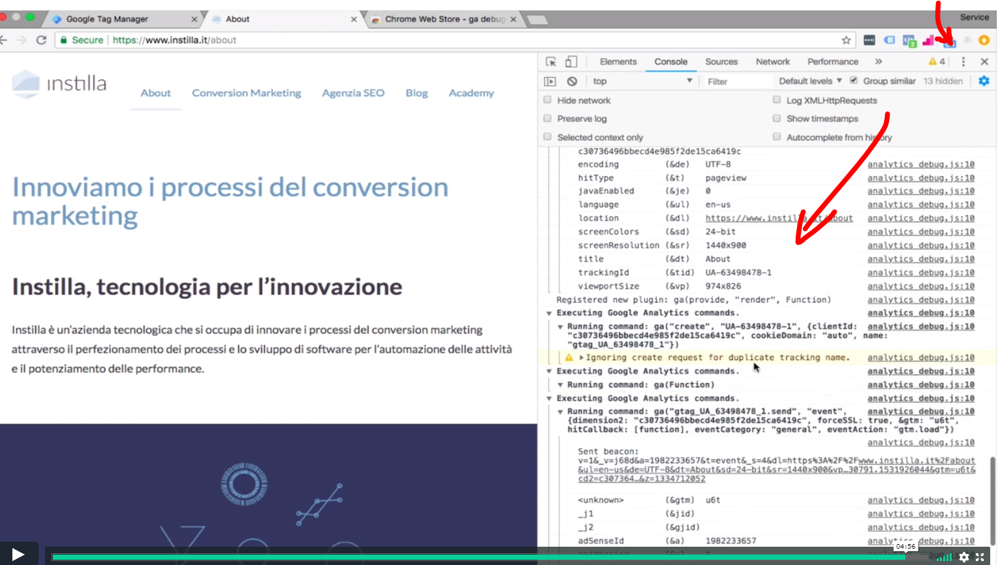 Google Tag Manager
About
Chrome Web Store - ga debug
Service
Secure
https://www.instilla.it/about
2
instilla
About
Conversion Marketing
Agenzia SEO
Blog
Academy
Innoviamo i processi del conversion
marketing
Instilla, tecnologia per l'innovazione
Instilla è un'azienda tecnologica che si occupa di innovare i processi del conversion marketing
attraverso il perfezionamento dei processi e lo sviluppo di software per l'automazione delle attività
e il potenziamento delle performance.
Elements Console Sources Network Performance » 4
top Filter Default levels Group similar 13 hidden
Hide network Log XMLHttpRequests
Preserve log Show timestamps
Selected context only Autocomplete from history
c30736496bbecd4e985f2de15ca6419c
encoding (&de) UTF-8 analytics_debug.js:10
hitType (&t) pageview analytics_debug.js:10
javaEnabled (&je) 0 analytics_debug.js:10
language (&ul) en-us analytics_debug.js:10
location (&dl) https://www.instilla.it/about analytics_debug.js:10
screenColors (&sd) 24-bit analytics_debug.js:10
screenResolution (&sr) 1440x900 analytics_debug.js:10
title (&dt) About analytics_debug.js:10
trackingId (&tid) UA-63498478-1 analytics_debug.js:10
viewportSize (&vp) 974x826 analytics_debug.js:10
Registered new plugin: ga(provide, "render", Function) analytics_debug.js:10
Executing Google Analytics commands. analytics_debug.js:10
Running command: ga("create", "UA-63498478-1", {clientId: analytics_debug.js:10
"c30736496bbecd4e985f2de15ca6419c", cookieDomain: "auto", name:
"gtag_UA_63498478_1"})
Ignoring create request for duplicate tracking name. analytics_debug.js:10
Executing Google Analytics commands. analytics_debug.js:10
Running command: ga(Function) analytics_debug.js:10
Executing Google Analytics commands. analytics_debug.js:10
Running command: ga("gtag_UA_63498478_1.send", "event", analytics_debug.js:10
{dimension2: "c30736496bbecd4e985f2de15ca6419c", forceSSL: true, &gtm: "u6t",
hitCallback: [function], eventCategory: "general", eventAction: "gtm.load"})
analytics_debug.js:10
Sent beacon:
v=1&_v=j68d&a=1982233657&t=event&_s=4&dl=https%3A%2F%2Fwww.instilla.it%2Fabout
&ul=en-us&de=UTF-8&dt=About&sd=24-bit&sr=1440x900&vp…30791.1531926044&gtm=u6t&
cd2=c307364…&z=1334712052
<unknown> (&gtm) u6t analytics_debug.js:10
_j1 (&jid) analytics_debug.js:10
_j2 (&gjid) analytics_debug.js:10
adSenseId (&a) 1982233657 analytics_debug.js:10
04:56